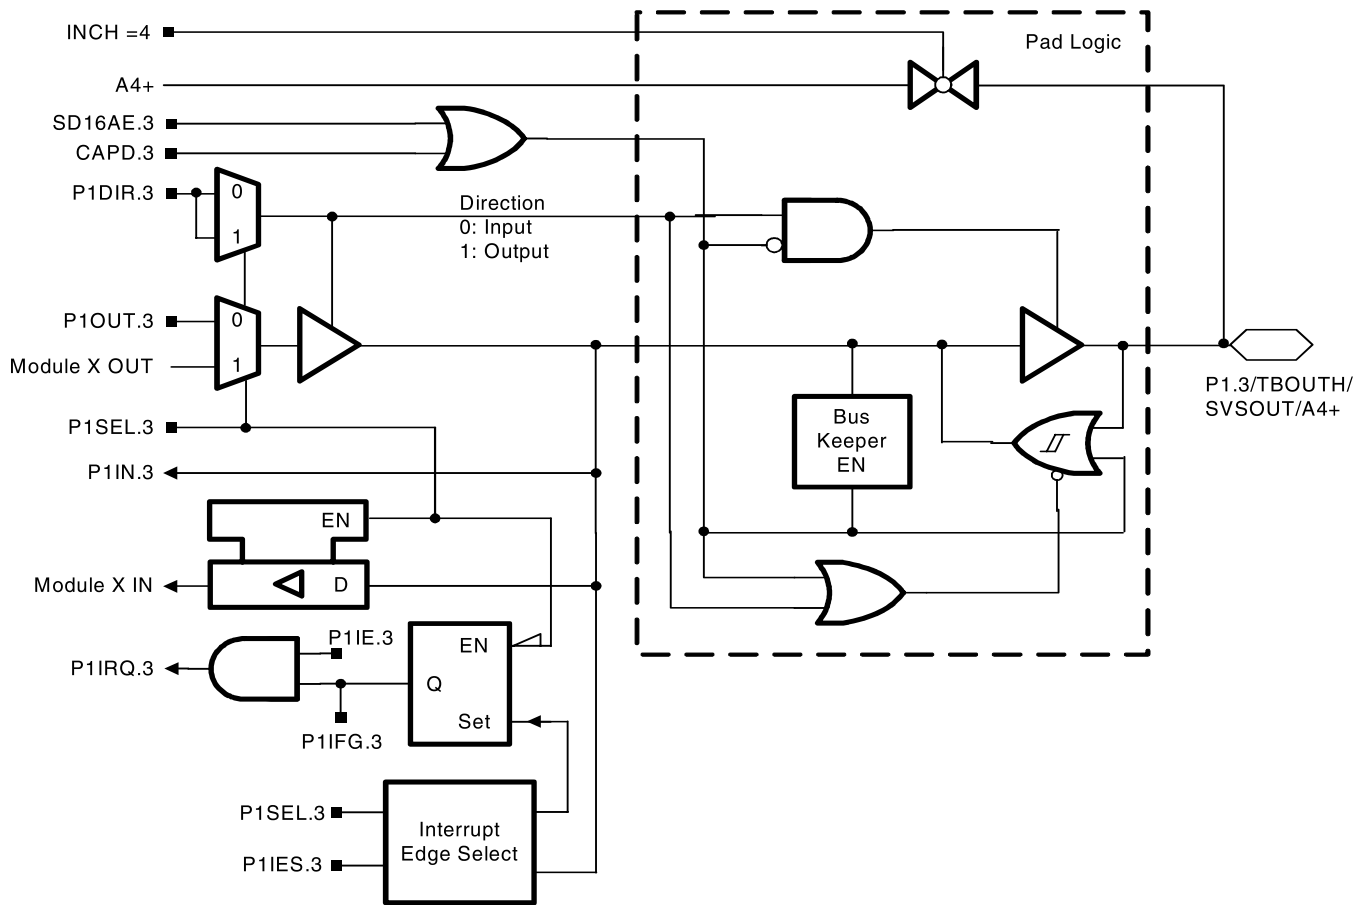 INCH =4
Pad Logic
A4+
SD16AE.3
CAPD.3
P1DIR.3
0
1
Direction
0: Input
1: Output
P1OUT.3
0
Module X OUT
1
P1.3/TBOUTH/
SVSOUT/A4+
Bus
Keeper
EN
P1SEL.3
P1IN.3
EN
Module X IN
D
P1IE.3
EN
P1IRQ.3
Q
Set
P1IFG.3
P1SEL.3
Interrupt
Edge Select
P1IES.3